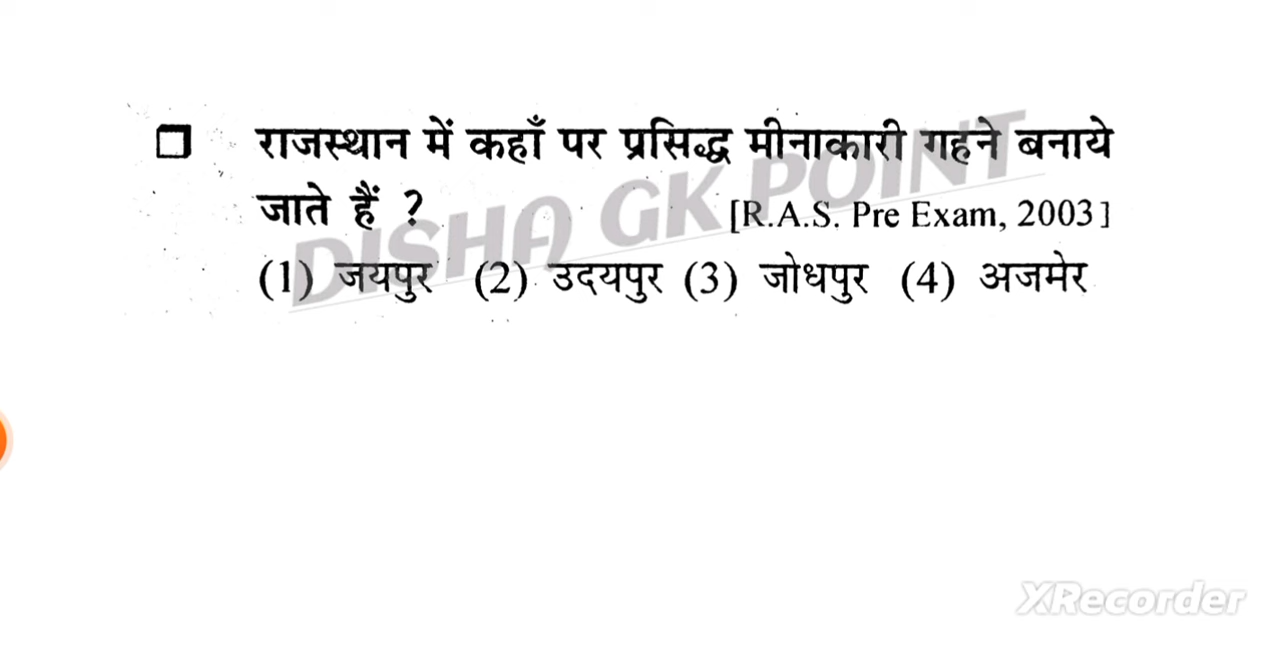 राजस्थान में कहाँ पर प्रसिद्ध मीनाकारी गहने बनाये
जाते हैं ? [R.A.S. Pre Exam, 2003]
(1) जयपुर (2) उदयपुर (3) जोधपुर (4) अजमेर
DISHA GK POINT
XRecorder